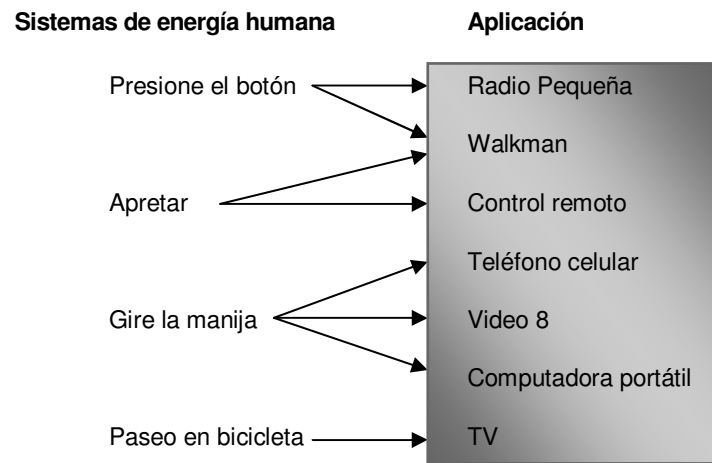 Sistemas de energía humana Aplicación
Presione el botón Radio Pequeña
Walkman
Apretar Control remoto
Teléfono celular
Gire la manija Video 8
Computadora portátil
Paseo en bicicleta TV